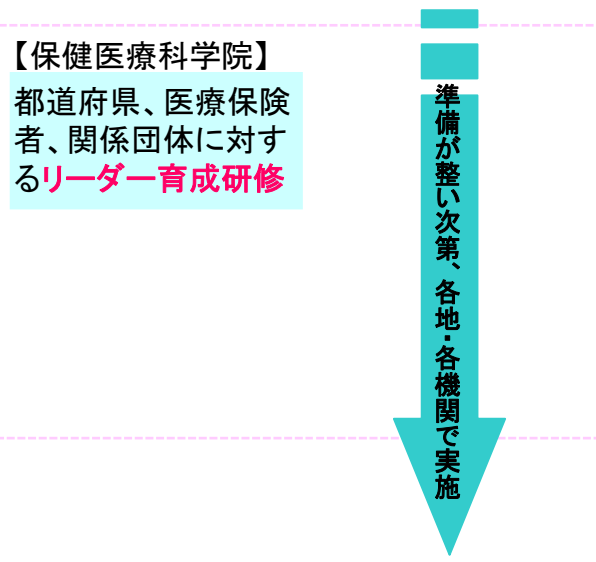 【保健医療科学院】
都道府県、医療保険
者、関係団体に対す
るリーダー育成研修
準備が整い次第、各地・各機関で実施